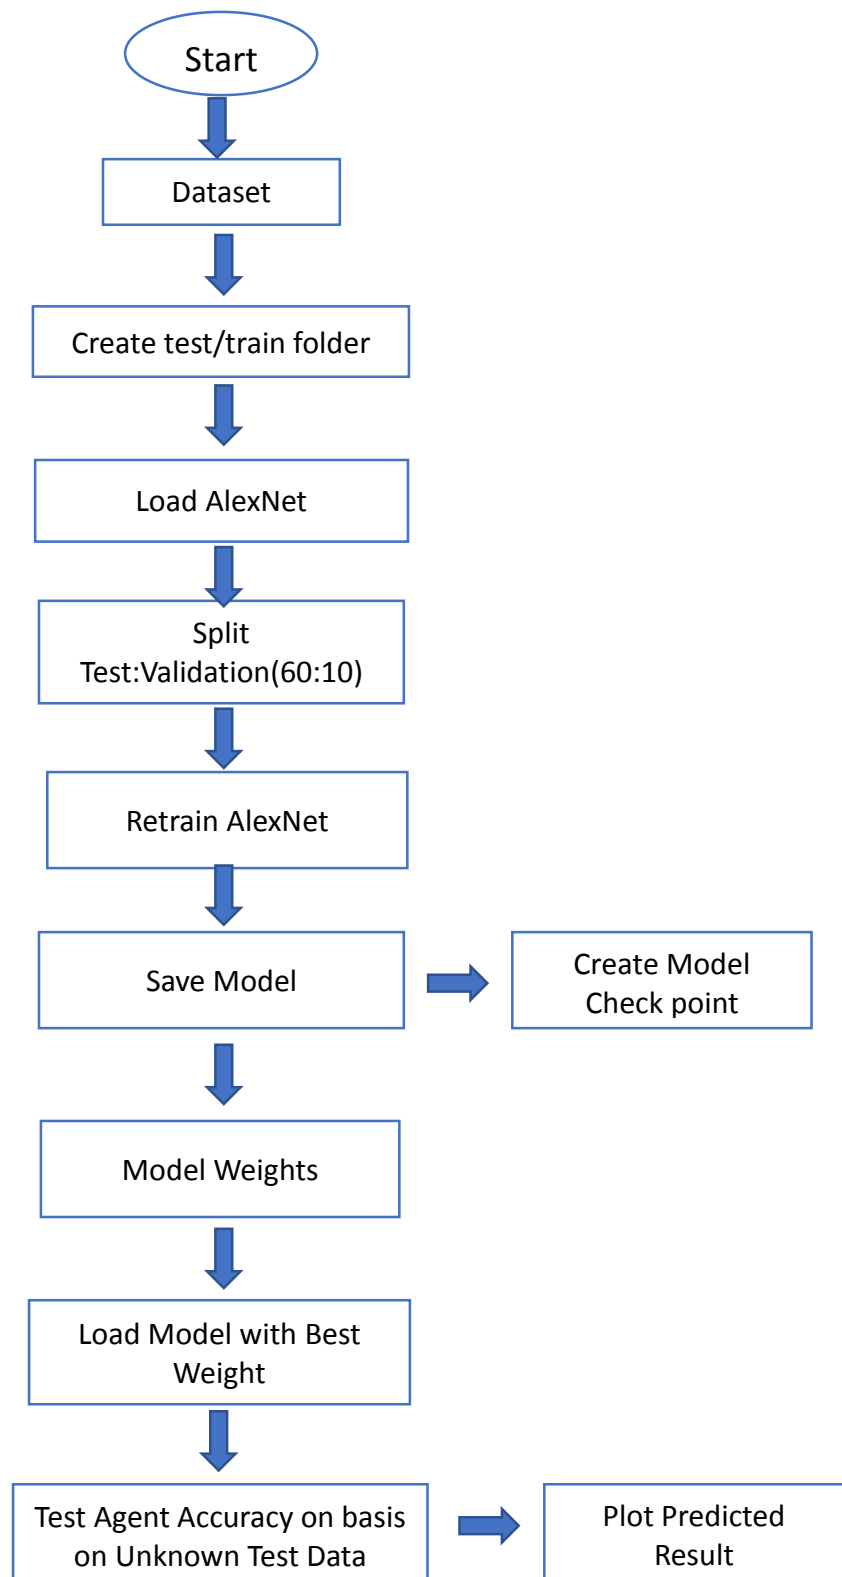 Start
Dataset
Create test/train folder
Load AlexNet
Split
Test:Validation(60:10)
Retrain AlexNet
Save Model
Create Model
Check point
Model Weights
Load Model with Best
Weight
Test Agent Accuracy on basis
on Unknown Test Data
Plot Predicted
Result